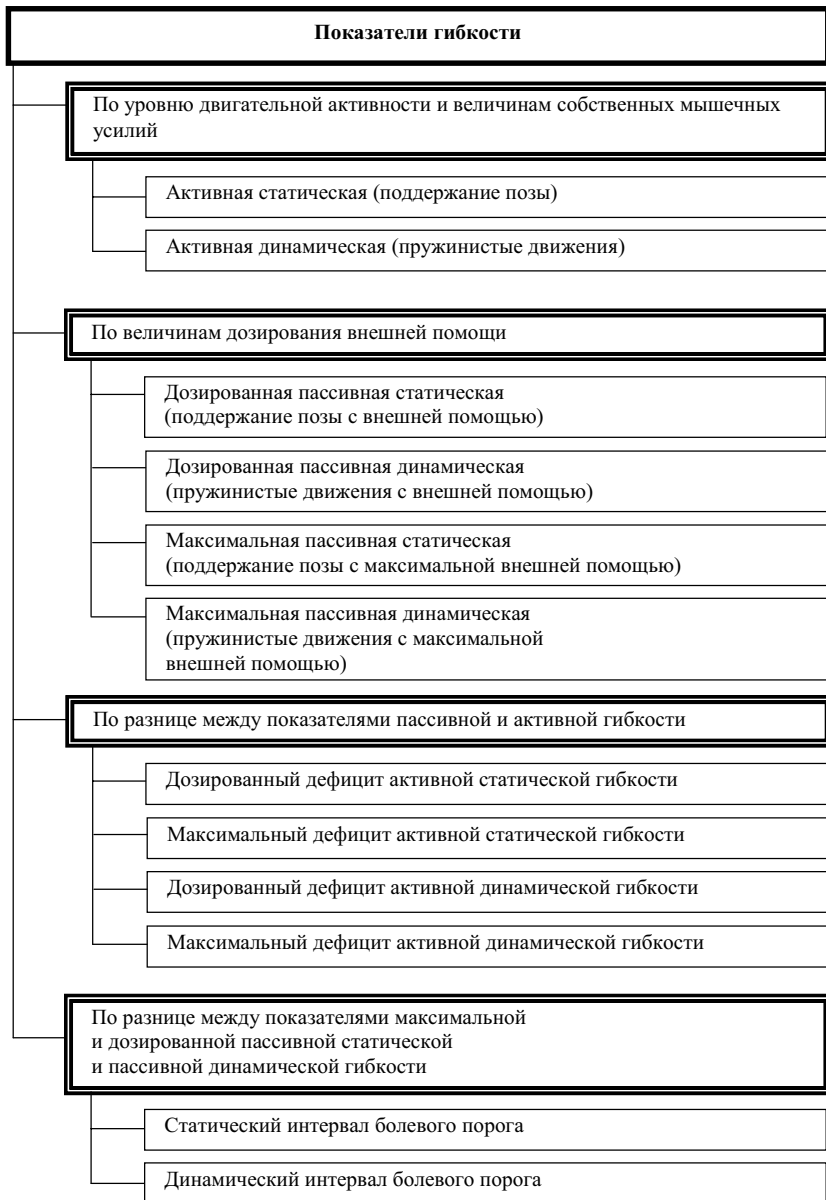 Показатели гибкости
По уровню двигательной активности и величинам собственных мышечных
усилий
Активная статическая (поддержание позы)
Активная динамическая (пружинистые движения)
По величинам дозирования внешней помощи
Дозированная пассивная статическая
(поддержание позы с внешней помощью)
Дозированная пассивная динамическая
(пружинистые движения с внешней помощью)
Максимальная пассивная статическая
(поддержание позы с максимальной внешней помощью)
Максимальная пассивная динамическая
(пружинистые движения с максимальной
внешней помощью)
По разнице между показателями пассивной и активной гибкости
Дозированный дефицит активной статической гибкости
Максимальный дефицит активной статической гибкости
Дозированный дефицит активной динамической гибкости
Максимальный дефицит активной динамической гибкости
По разнице между показателями максимальной
и дозированной пассивной статической
и пассивной динамической гибкости
Статический интервал болевого порога
Динамический интервал болевого порога